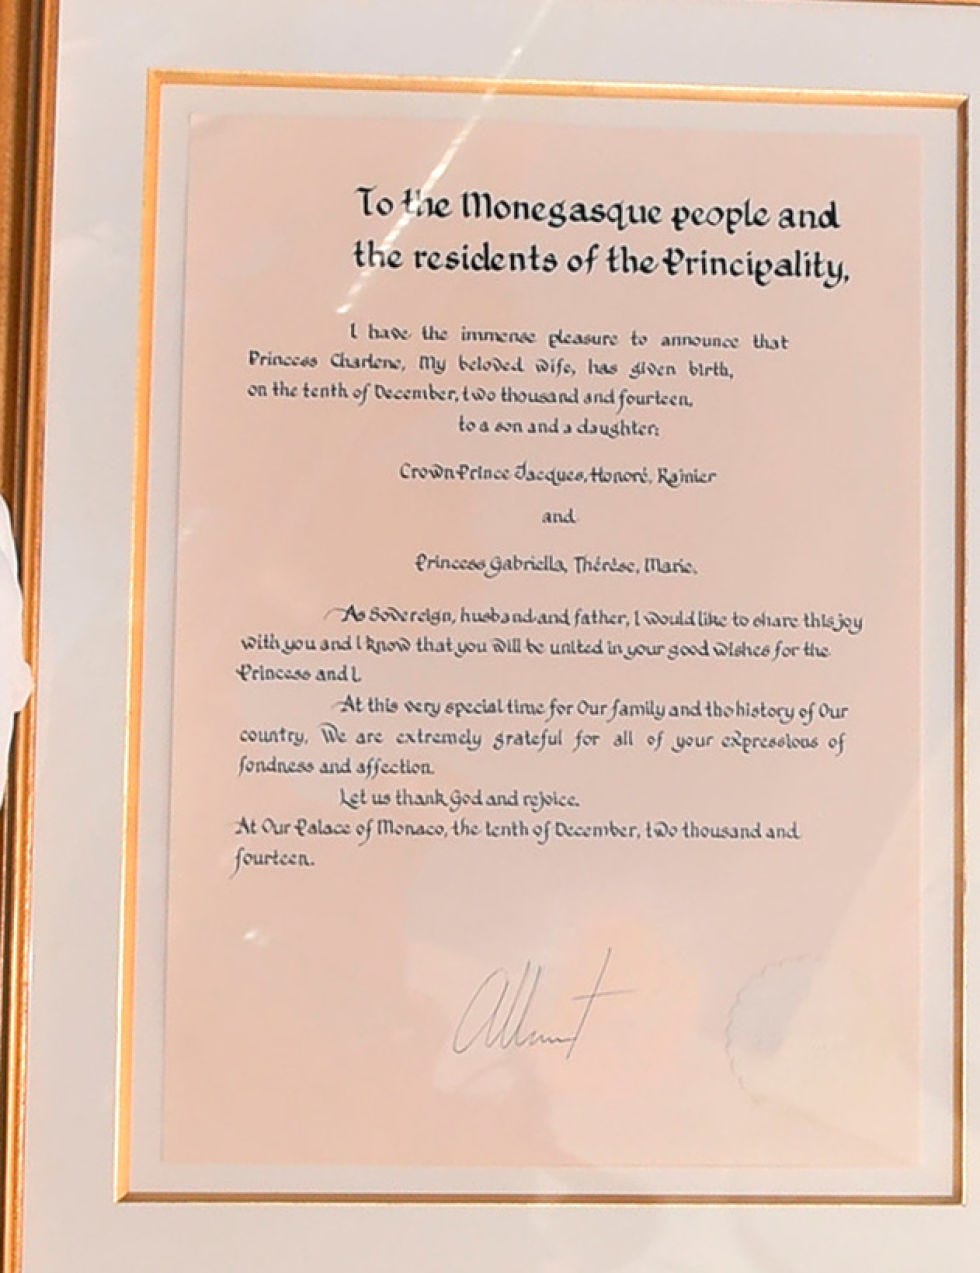 To the Monegasque people and
the residents of the Principality,
I have the immense pleasure to announce that
Princess Charlene, My beloved wife, has given birth,
on the tenth of December, two thousand and fourteen,
to a son and a daughter:
Crown Prince Jacques, Honoré, Rainier
and
Princess Gabriella, Thérèse, Marie.
As Sovereign, husband and father, I would like to share this joy
with you and I know that you will be united in your good wishes for the
Princess and I.
At this very special time for Our family and the history of Our
country, We are extremely grateful for all of your expressions of
fondness and affection.
Let us thank God and rejoice.
At Our Palace of Monaco, the tenth of December, two thousand and
fourteen.
Albert